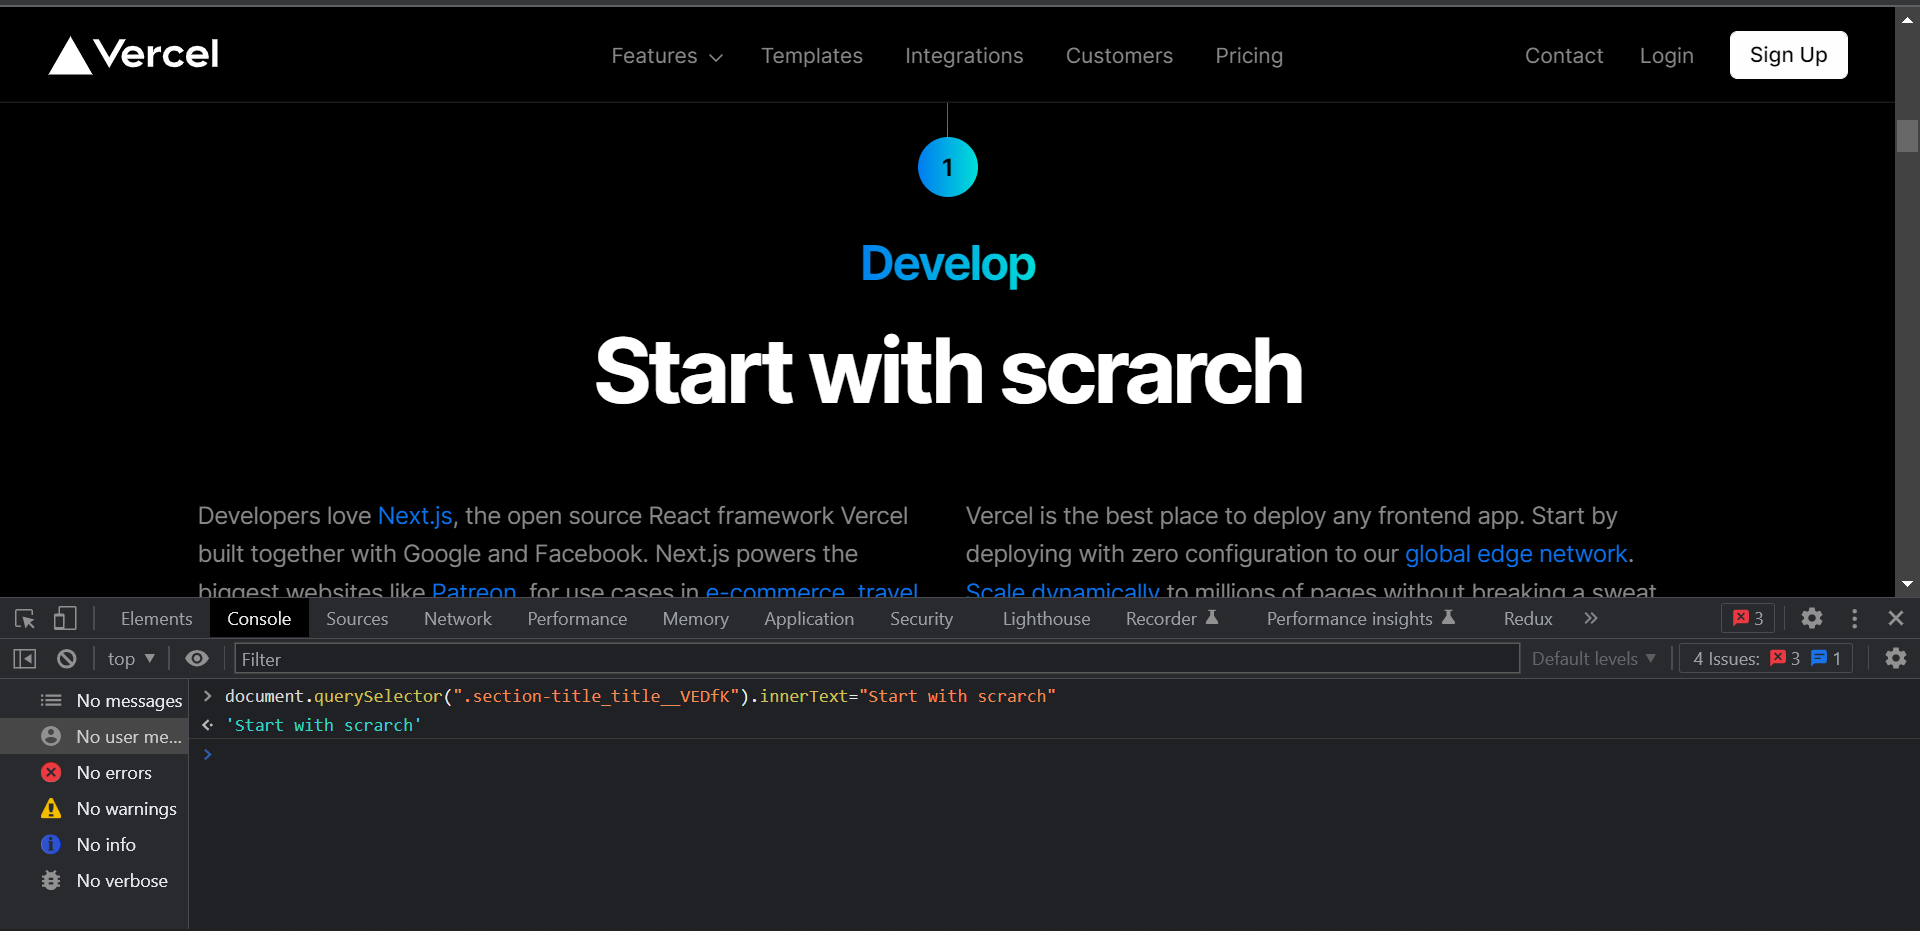 Vercel
Features Templates Integrations Customers Pricing Contact Login Sign Up
1
Develop
Start with scrarch
Developers love Next.js, the open source React framework Vercel
built together with Google and Facebook. Next.js powers the
biggest websites like Patreon, for use cases in e-commerce, travel
Vercel is the best place to deploy any frontend app. Start by
deploying with zero configuration to our global edge network.
Scale dynamically to millions of pages without breaking a sweat
Elements Console Sources Network Performance Memory Application Security Lighthouse Recorder Performance insights Redux 3
top Filter Default levels 4 Issues: 3 1
No messages
No user me...
No errors
No warnings
No info
No verbose
> document.querySelector(".section-title_title__VEDfK").innerText="Start with scrarch"
'Start with scrarch'
>